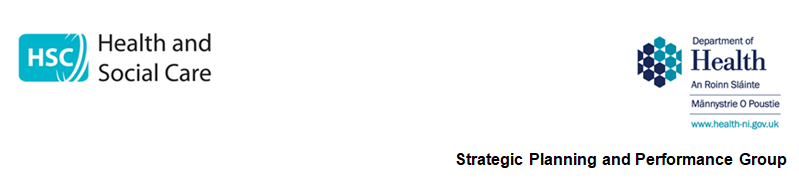 HSC
Health and
Social Care
Department of
Health
An Roinn Sláinte
Männystrie O Poustie
www.health-ni.gov.uk
Strategic Planning and Performance Group